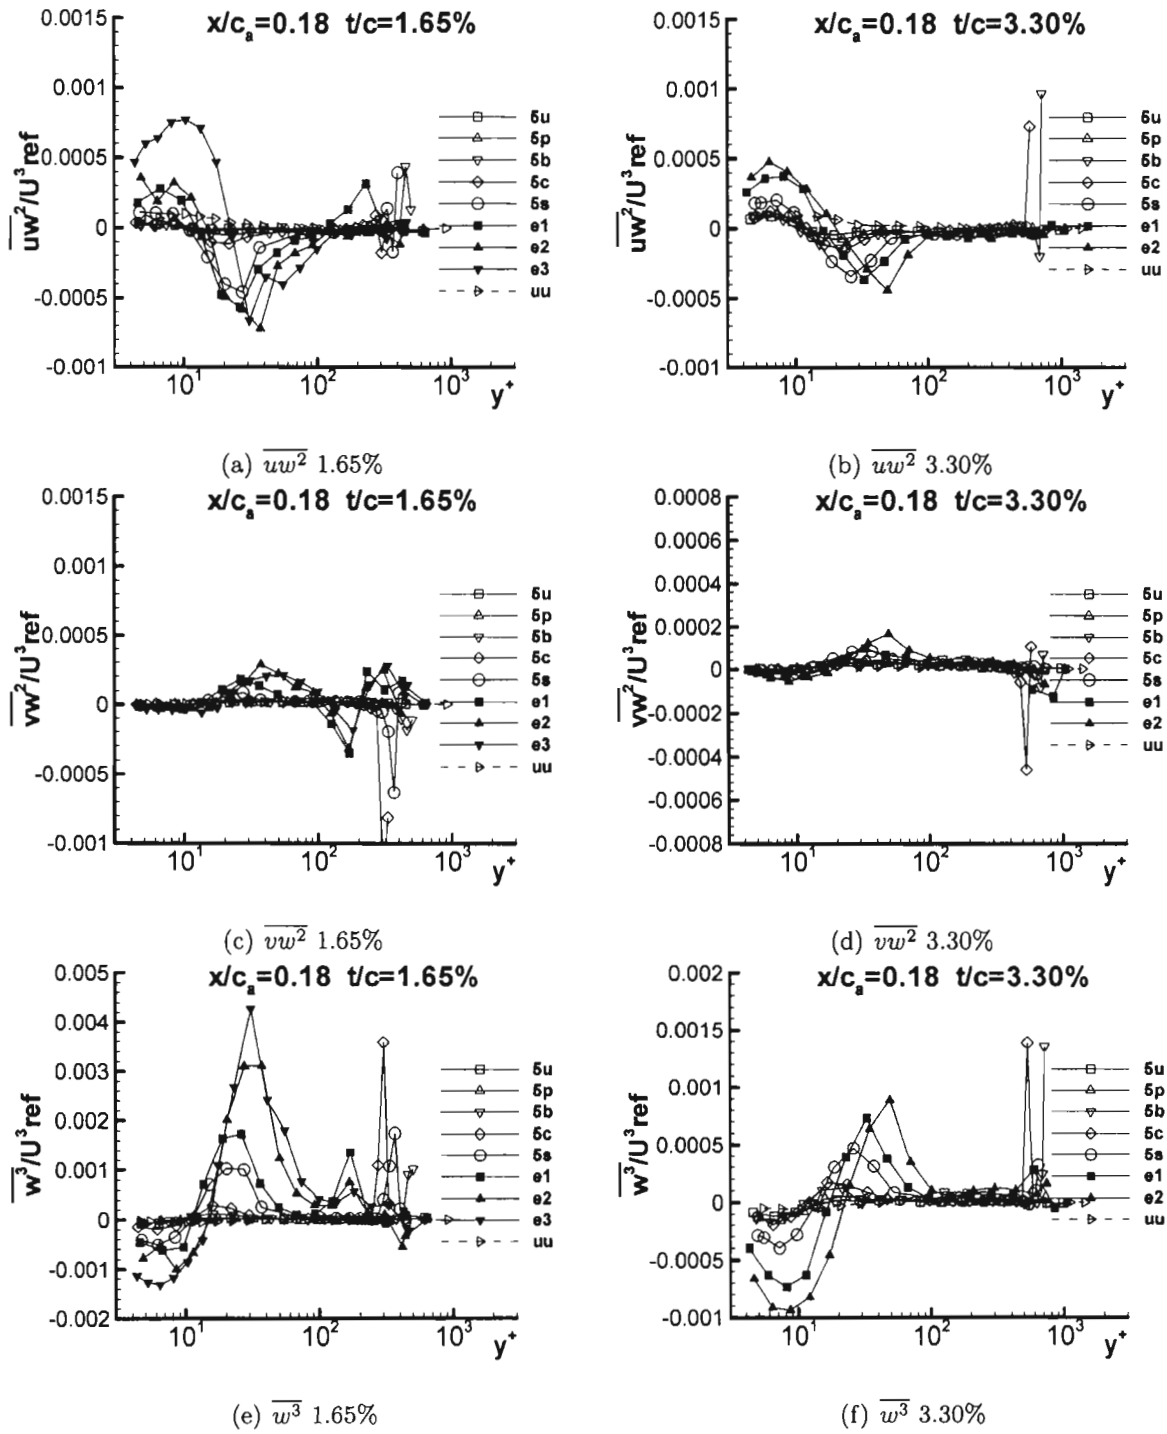 x/cₐ=0.18 t/c=1.65%
0.0015
0.001
0.0005
0
-0.0005
-0.001
uw²/U³ref
10¹ 10² 10³ y⁺
5u
5p
5b
5c
5s
e1
e2
e3
uu
(a) uw² 1.65%
x/cₐ=0.18 t/c=3.30%
0.0015
0.001
0.0005
0
-0.0005
-0.001
uw²/U³ref
10¹ 10² 10³ y⁺
5u
5p
5b
5c
5s
e1
e2
uu
(b) uw² 3.30%
x/cₐ=0.18 t/c=1.65%
0.0015
0.001
0.0005
0
-0.0005
-0.001
vw²/U³ref
10¹ 10² 10³ y⁺
5u
5p
5b
5c
5s
e1
e2
e3
uu
(c) vw² 1.65%
x/cₐ=0.18 t/c=3.30%
0.0008
0.0006
0.0004
0.0002
0
-0.0002
-0.0004
-0.0006
-0.0008
vw²/U³ref
10¹ 10² 10³ y⁺
5u
5p
5b
5c
5s
e1
e2
uu
(d) vw² 3.30%
x/cₐ=0.18 t/c=1.65%
0.005
0.004
0.003
0.002
0.001
0
-0.001
-0.002
w³/U³ref
10¹ 10² 10³ y⁺
5u
5p
5b
5c
5s
e1
e2
e3
uu
(e) w³ 1.65%
x/cₐ=0.18 t/c=3.30%
0.002
0.0015
0.001
0.0005
0
-0.0005
-0.001
w³/U³ref
10¹ 10² 10³ y⁺
5u
5p
5b
5c
5s
e1
e2
uu
(f) w³ 3.30%